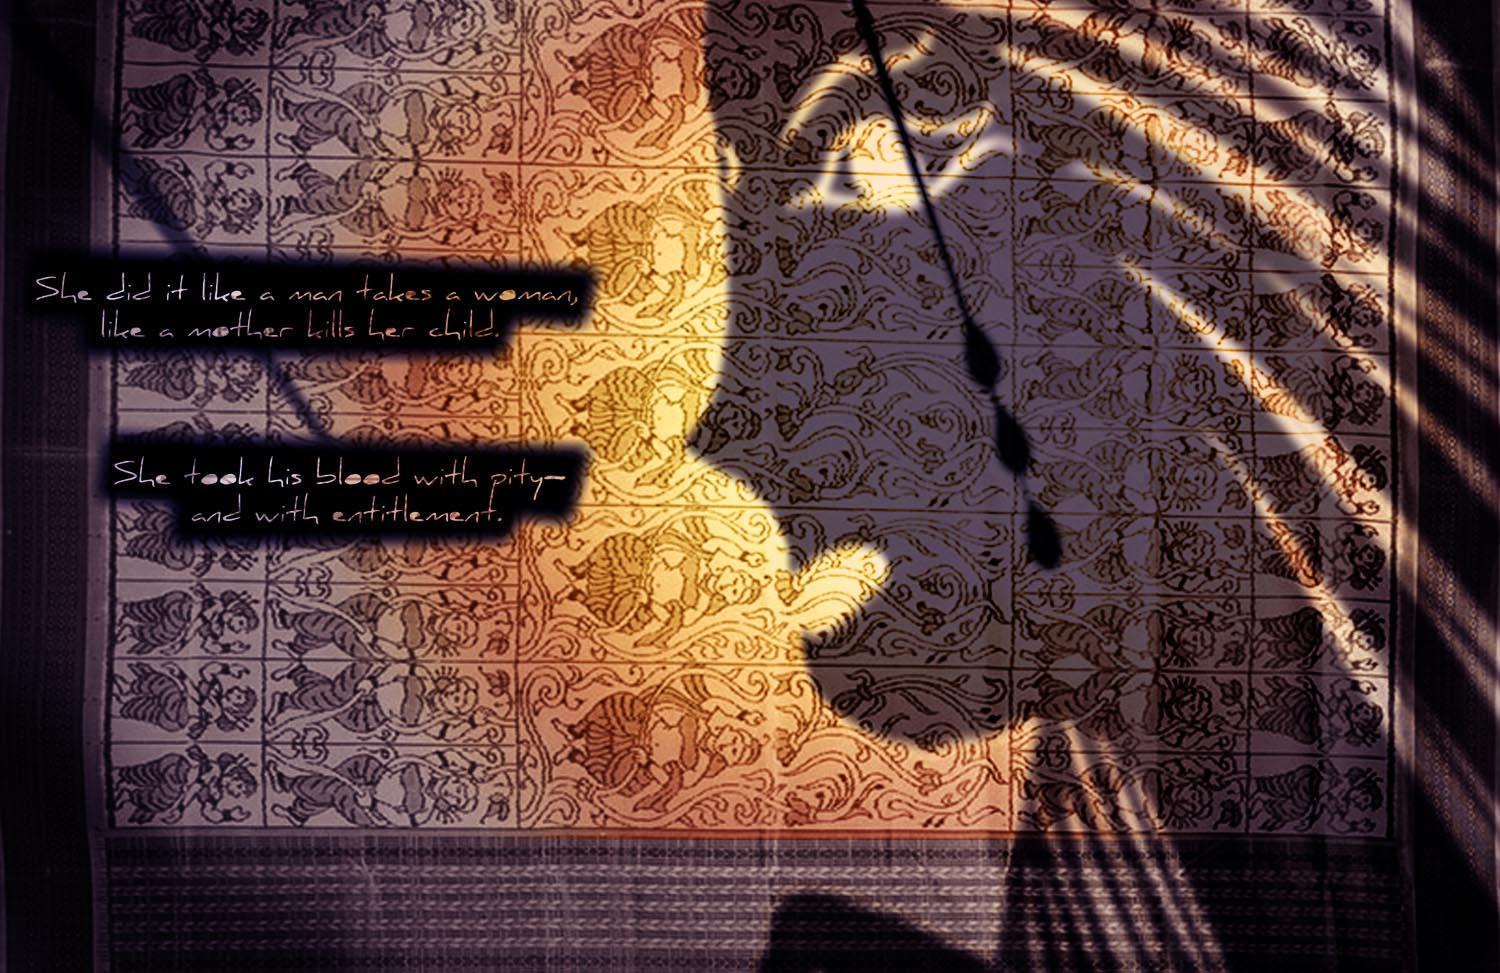 She did it like a man takes a woman,
like a mother kills her child.
She took his blood with pity—
and with entitlement.